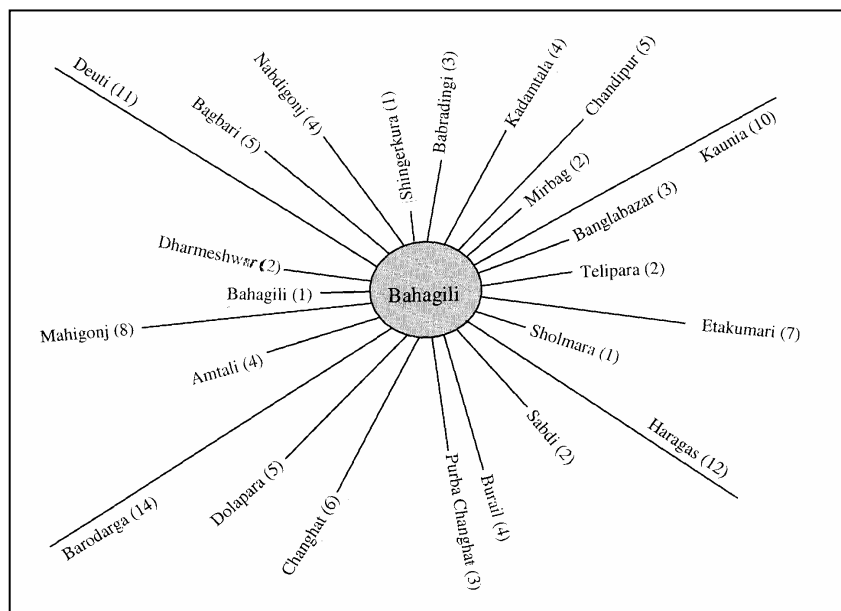 Deuti (11)
Bagbari (5)
Nabdigonj (4)
Shingerkura (1)
Babradingi (3)
Kadamtala (4)
Chandipur (5)
Mirbag (2)
Kaunia (10)
Banglabazar (3)
Telipara (2)
Etakumari (7)
Sholmara (1)
Haragas (12)
Sabdi (2)
Burail (4)
Purba Changhat (3)
Changhat (6)
Dolapara (5)
Barodarga (14)
Amtali (4)
Mahigonj (8)
Bahagili (1)
Dharmeshwar (2)
Bahagili